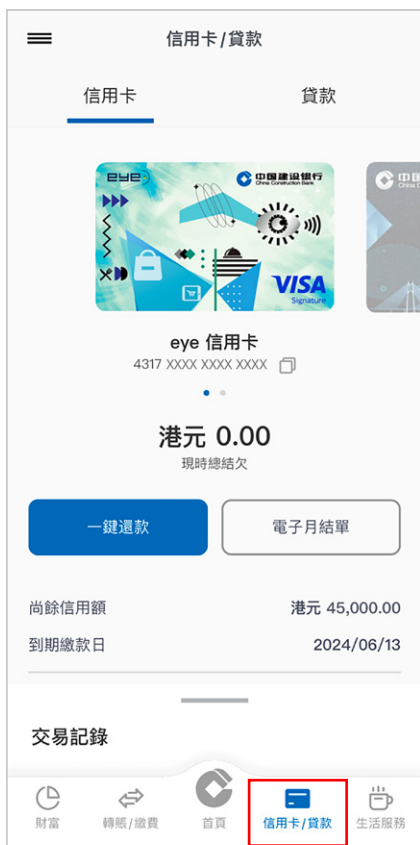 信用卡/貸款
信用卡
貸款
eye
中国建设银行
China Construction Bank
VISA
Signature
eye 信用卡
4317 XXXX XXXX XXXX
港元 0.00
現時總結欠
一鍵還款
電子月結單
尚餘信用額
港元 45,000.00
到期繳款日
2024/06/13
交易記錄
財富
轉賬/繳費
首頁
信用卡/貸款
生活服務